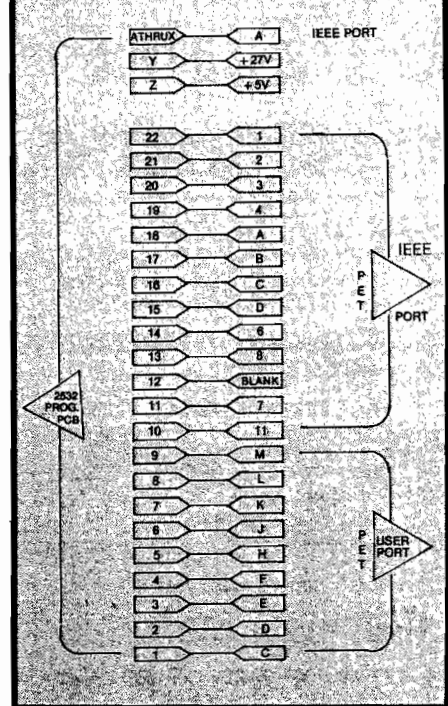 ATHRUX A IEEE PORT
Y +27V
Z +5V
22 1
21 2
20 3
19 4
18 A
17 B
16 C
15 D
14 6
13 8
12 BLANK
11 7
10 11
9 M
8 L
7 K
6 J
5 H
4 F
3 E
2 D
1 C
PET IEEE PORT
2532 PROG. PCB
PET USER PORT